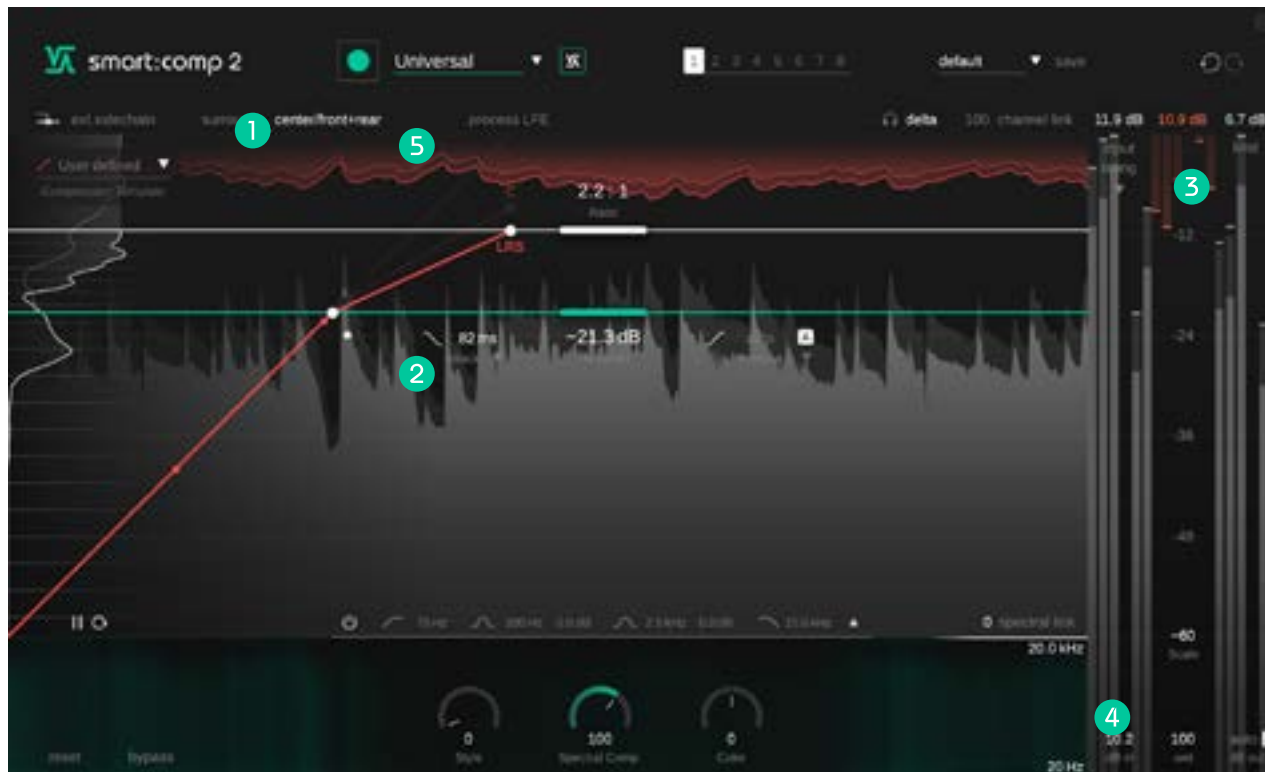 smart:comp 2
Universal
1 2 3 4 5 6 7 8
default
save
ext sidechain
1
center/front+rear
process LFE
delta
100 channel link
11.9 dB
10.9 dB
6.7 dB
5
User defined
3
2.2 : 1
Ratio
LRS
-12
82 ms
-21.3 dB
-24
2
-36
-48
0 spectral link
-60
Scale
20.0 kHz
4
0
Style
100
Spectral Comp
0
Color
100
reset
bypass
20 Hz